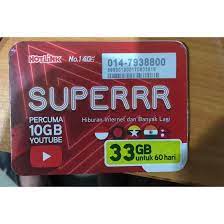 HOTLINK No.1 4G
014-7938800
SUPERRR
Hiburan Internet dan Banyak Lagi
PERCUMA
10GB
YOUTUBE
33GB
untuk 60 hari